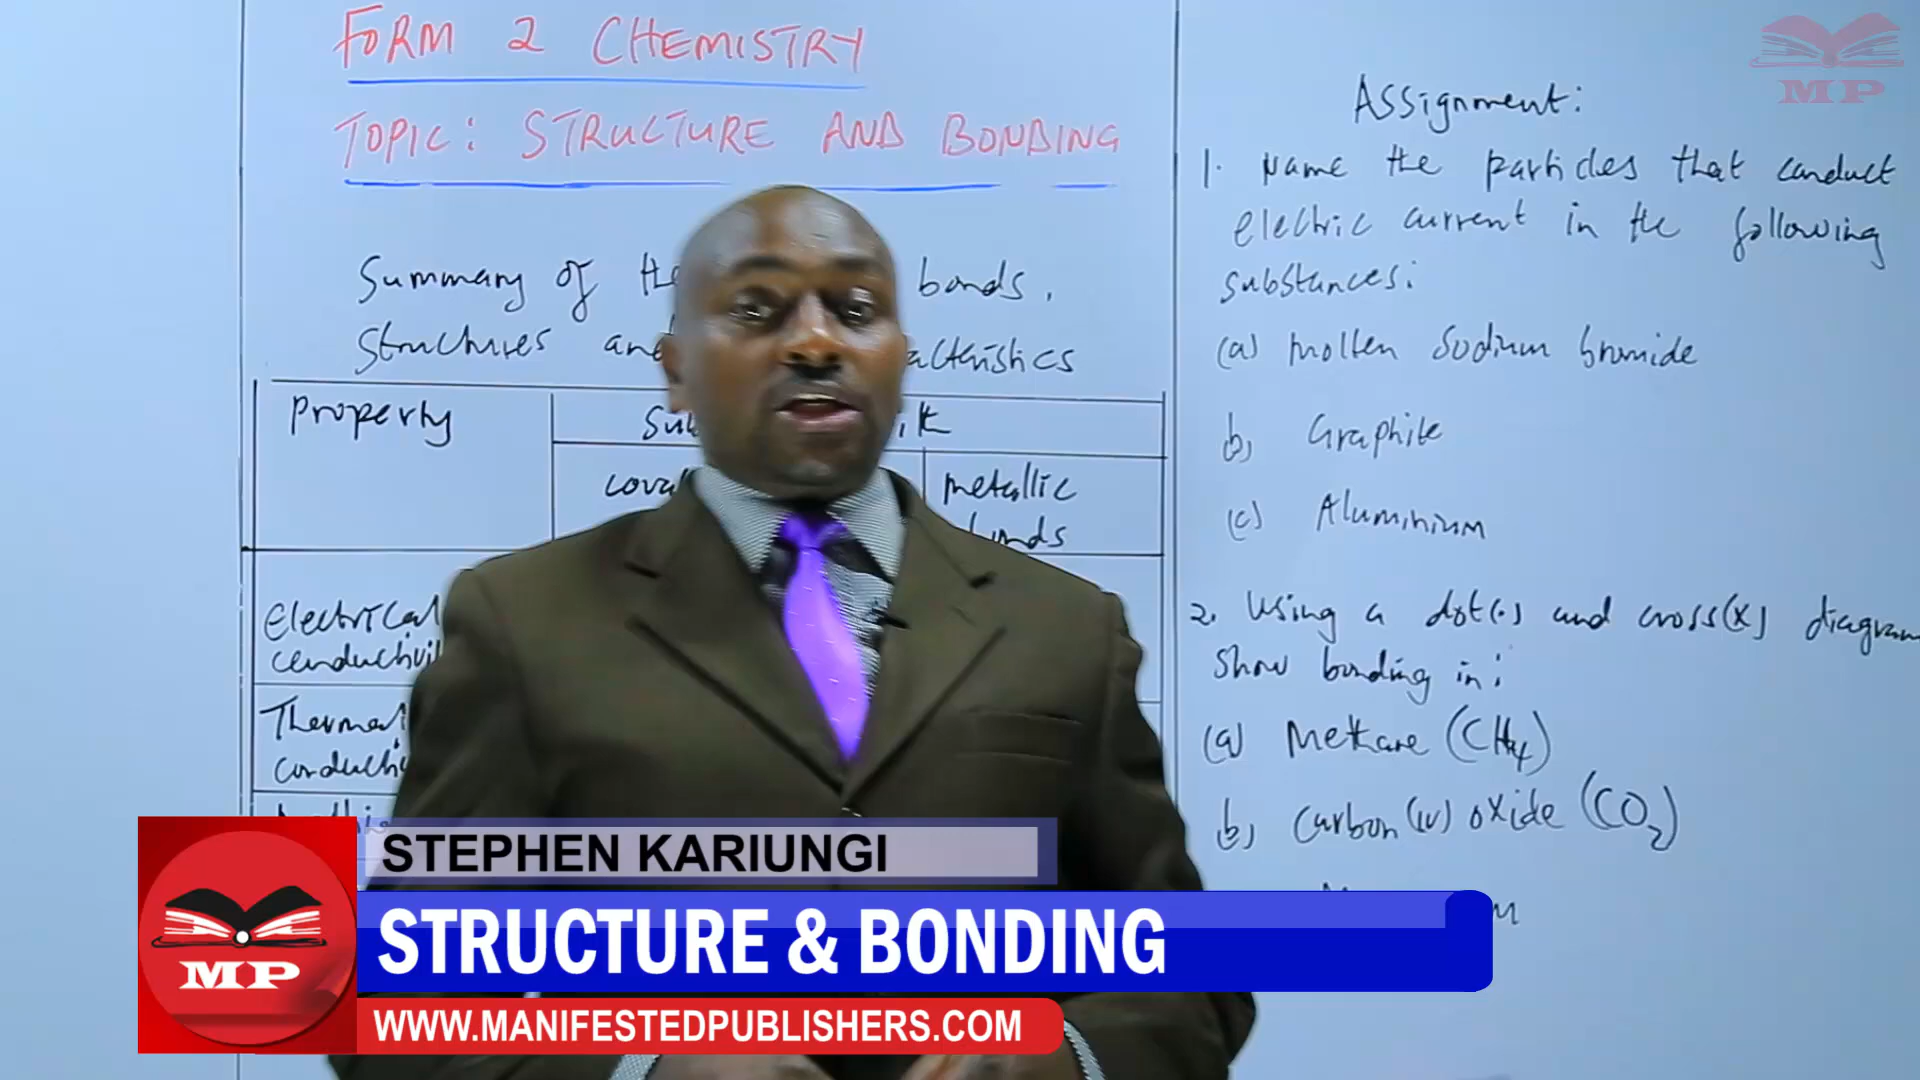 FORM 2 CHEMISTRY
TOPIC: STRUCTURE AND BONDING
Summary of bonds,
structures
Property
metallic
Electrical
Thermal
Assignment:
1. Name the particles that conduct
electric current in the following
substances:
(a) molten sodium bromide
b) Graphite
(c) Aluminium
2. Using a dot(.) and cross(x) diagram
show bonding in:
(a) Methane (CH4)
b) carbon (iv) oxide (CO2)
MP
STEPHEN KARIUNGI
STRUCTURE & BONDING
WWW.MANIFESTEDPUBLISHERS.COM
MP